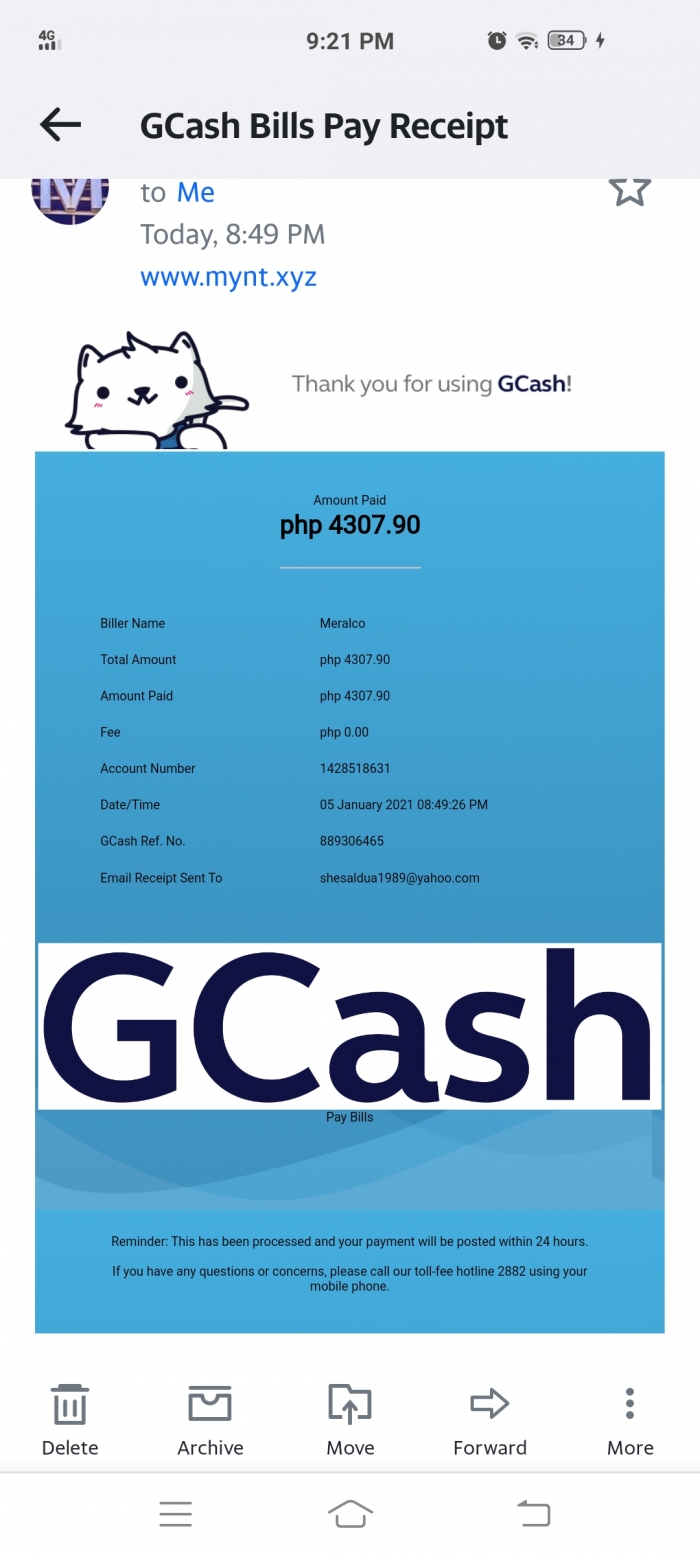 4G
9:21 PM
34
GCash Bills Pay Receipt
M
to Me
Today, 8:49 PM
www.mynt.xyz
Thank you for using GCash!
Amount Paid
php 4307.90
Biller Name Meralco
Total Amount php 4307.90
Amount Paid php 4307.90
Fee php 0.00
Account Number 1428518631
Date/Time 05 January 2021 08:49:26 PM
GCash Ref. No. 889306465
Email Receipt Sent To shesaldua1989@yahoo.com
GCash
Pay Bills
Reminder: This has been processed and your payment will be posted within 24 hours.
If you have any questions or concerns, please call our toll-fee hotline 2882 using your
mobile phone.
Delete Archive Move Forward More